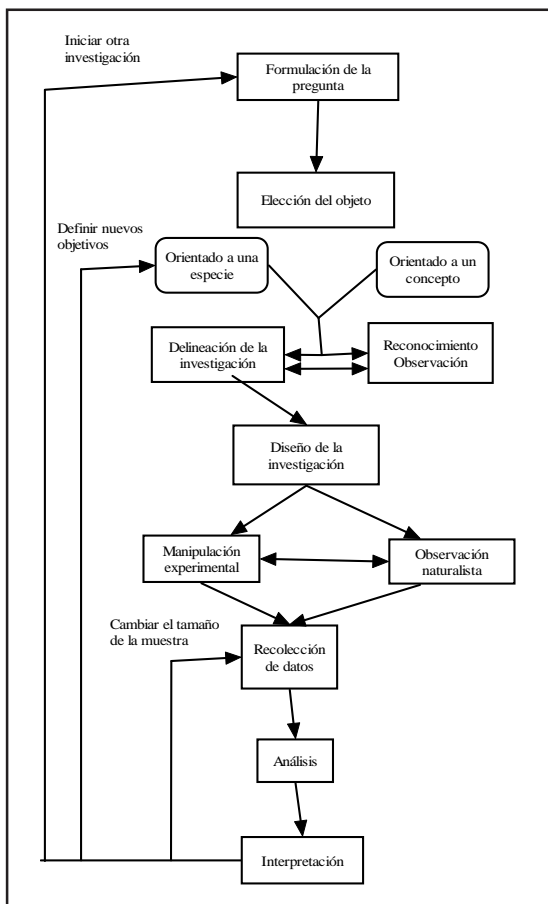 Iniciar otra
investigación
Formulación de la
pregunta
Elección del objeto
Definir nuevos
objetivos
Orientado a una
especie
Orientado a un
concepto
Delineación de la
investigación
Reconocimiento
Observación
Diseño de la
investigación
Manipulación
experimental
Observación
naturalista
Cambiar el tamaño
de la muestra
Recolección
de datos
Análisis
Interpretación